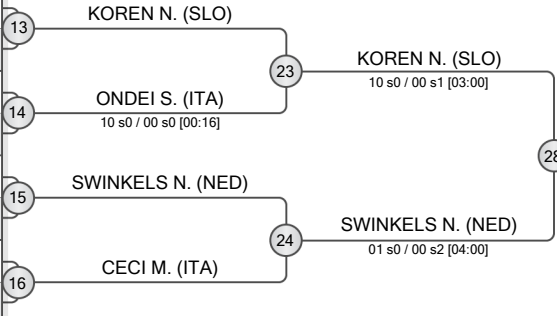 KOREN N. (SLO)
13
23
KOREN N. (SLO)
10 s0 / 00 s1 [03:00]
ONDEI S. (ITA)
14
10 s0 / 00 s0 [00:16]
28
SWINKELS N. (NED)
15
24
SWINKELS N. (NED)
01 s0 / 00 s2 [04:00]
CECI M. (ITA)
16